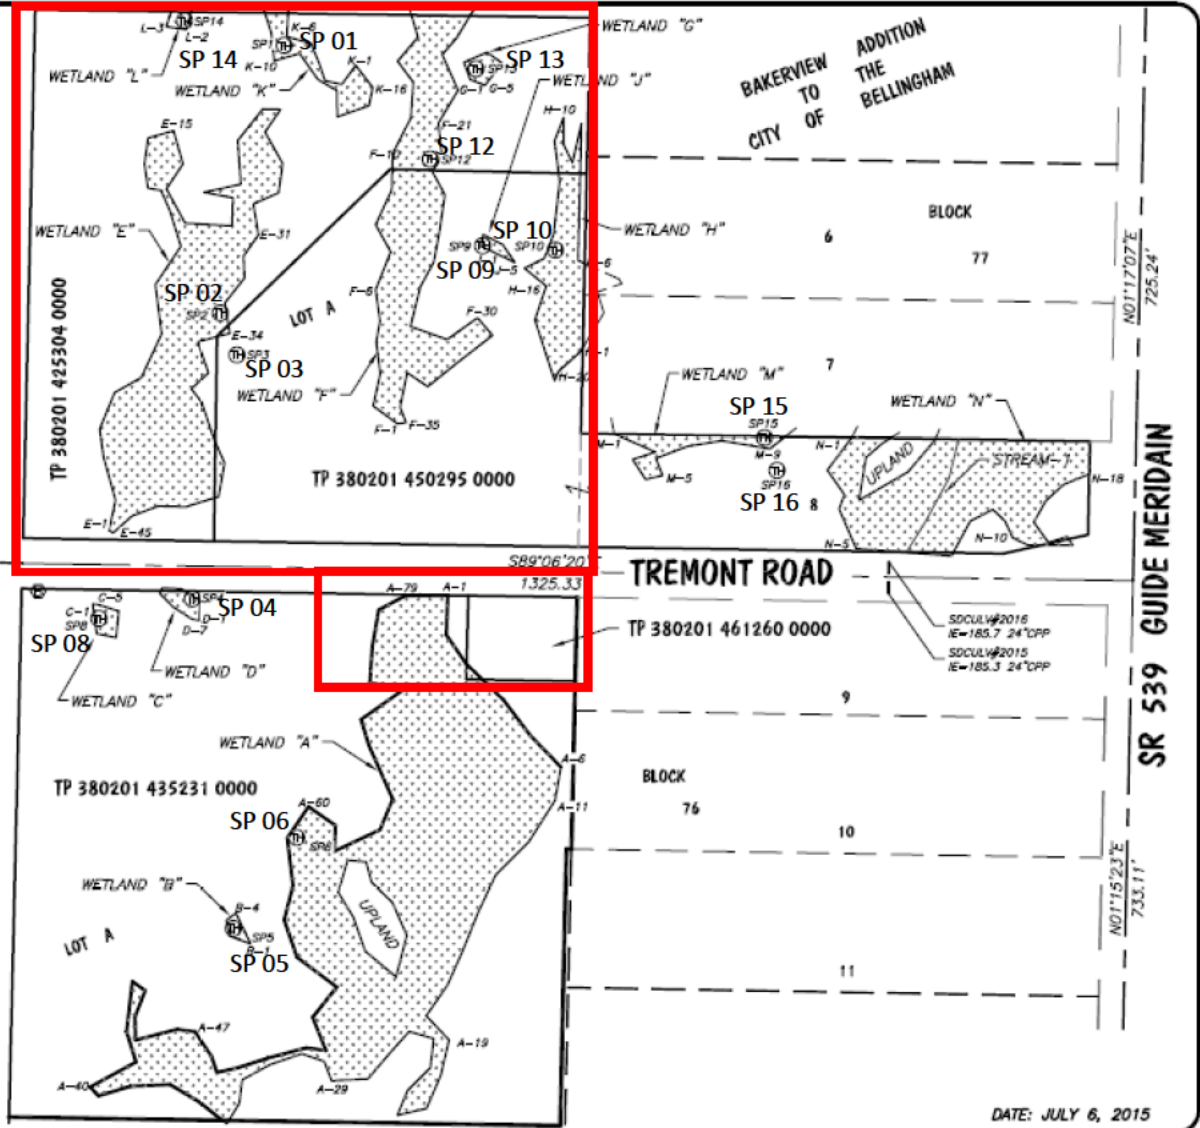 L-3
SP14
L-2
SP 14
WETLAND "L"
K-6
SP1
SP 01
K-10
K-1
WETLAND "K"
K-16
WETLAND "G"
SP 13
SP13
G-1
G-5
WETLAND "J"
H-10
F-21
SP 12
SP12
E-15
BAKERVIEW ADDITION
TO THE
CITY OF BELLINGHAM
WETLAND "E"
E-31
SP 10
SP9
SP10
SP 09
J-5
H-16
WETLAND "H"
BLOCK
77
6
N01°17'07"E
725.24'
SP 02
SP2
E-34
SP3
SP 03
LOT A
F-6
F-30
WETLAND "F"
F-1
F-35
H-20
TP 380201 425304 0000
TP 380201 450295 0000
E-1
E-45
7
WETLAND "M"
WETLAND "N"
SP 15
SP15
M-1
M-5
M-9
SP16
SP 16
8
N-1
UPLAND
STREAM-1
N-18
N-5
N-10
S89°06'20"
1325.33
TREMONT ROAD
SR 539 GUIDE MERIDAIN
C-5
C-1
SP8
SP 08
SP4
SP 04
D-1
D-7
A-79
A-1
TP 380201 461260 0000
SDCULV#2016
IE=185.7 24"CPP
SDCULV#2015
IE=185.3 24"CPP
WETLAND "D"
WETLAND "C"
9
WETLAND "A"
A-6
A-11
TP 380201 435231 0000
BLOCK
76
A-60
SP 06
SP6
10
N01°15'23"E
733.11'
WETLAND "B"
B-4
SP5
B-1
SP 05
UPLAND
LOT A
11
A-47
A-40
A-29
A-19
DATE: JULY 6, 2015